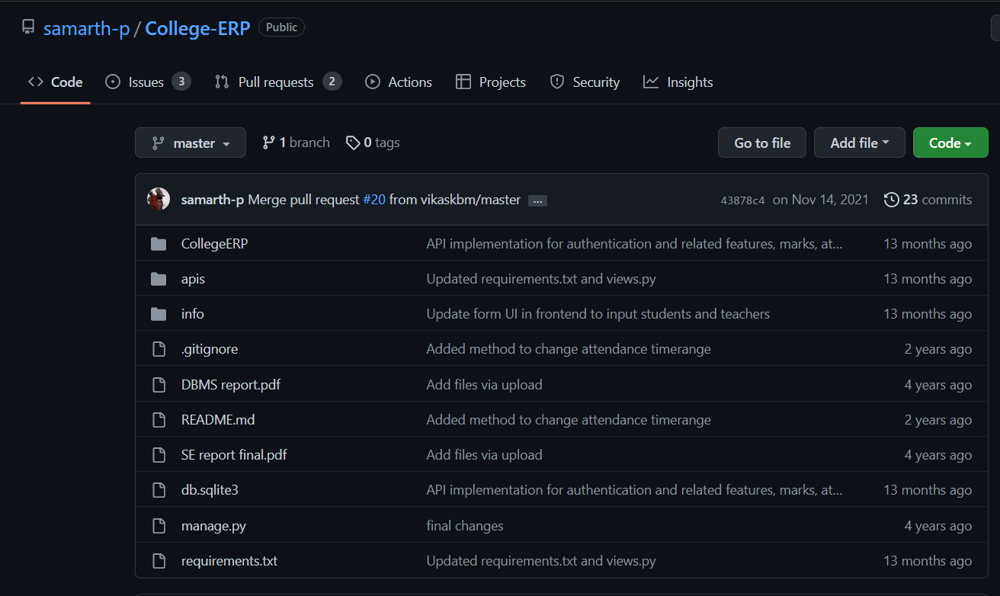 samarth-p / College-ERP Public
Code Issues 3 Pull requests 2 Actions Projects Security Insights
master 1 branch 0 tags Go to file Add file Code
samarth-p Merge pull request #20 from vikaskbm/master ... 43878c4 on Nov 14, 2021 23 commits
CollegeERP API implementation for authentication and related features, marks, at... 13 months ago
apis Updated requirements.txt and views.py 13 months ago
info Update form UI in frontend to input students and teachers 13 months ago
.gitignore Added method to change attendance timerange 2 years ago
DBMS report.pdf Add files via upload 4 years ago
README.md Added method to change attendance timerange 2 years ago
SE report final.pdf Add files via upload 4 years ago
db.sqlite3 API implementation for authentication and related features, marks, at... 13 months ago
manage.py final changes 4 years ago
requirements.txt Updated requirements.txt and views.py 13 months ago